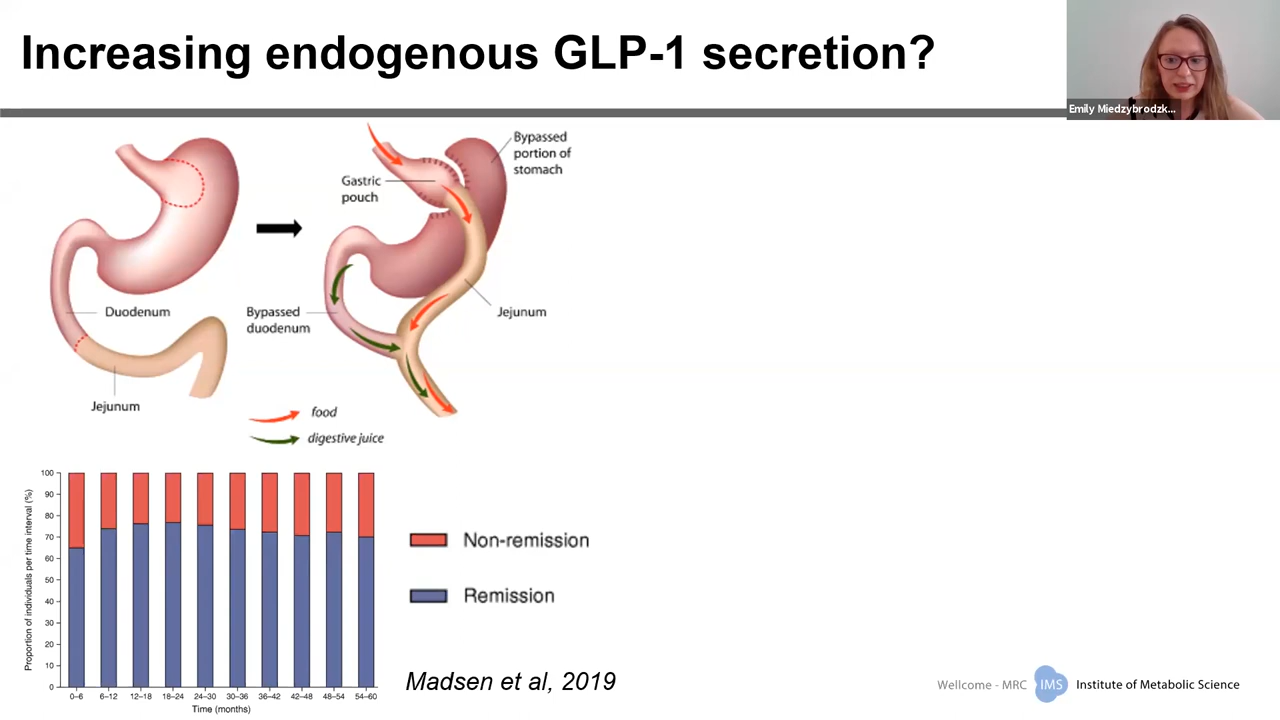 Increasing endogenous GLP-1 secretion?
Emily Miedzybrodzk...
Bypassed
portion of
stomach
Gastric
pouch
Duodenum
Bypassed
duodenum
Jejunum
Jejunum
food
digestive juice
Proportion of individuals per time interval (%)
100
90
80
70
60
50
40
30
20
10
0
0–6 6–12 12–18 18–24 24–30 30–36 36–42 42–48 48–54 54–60
Time (months)
Non-remission
Remission
Madsen et al, 2019
Wellcome - MRC IMS Institute of Metabolic Science